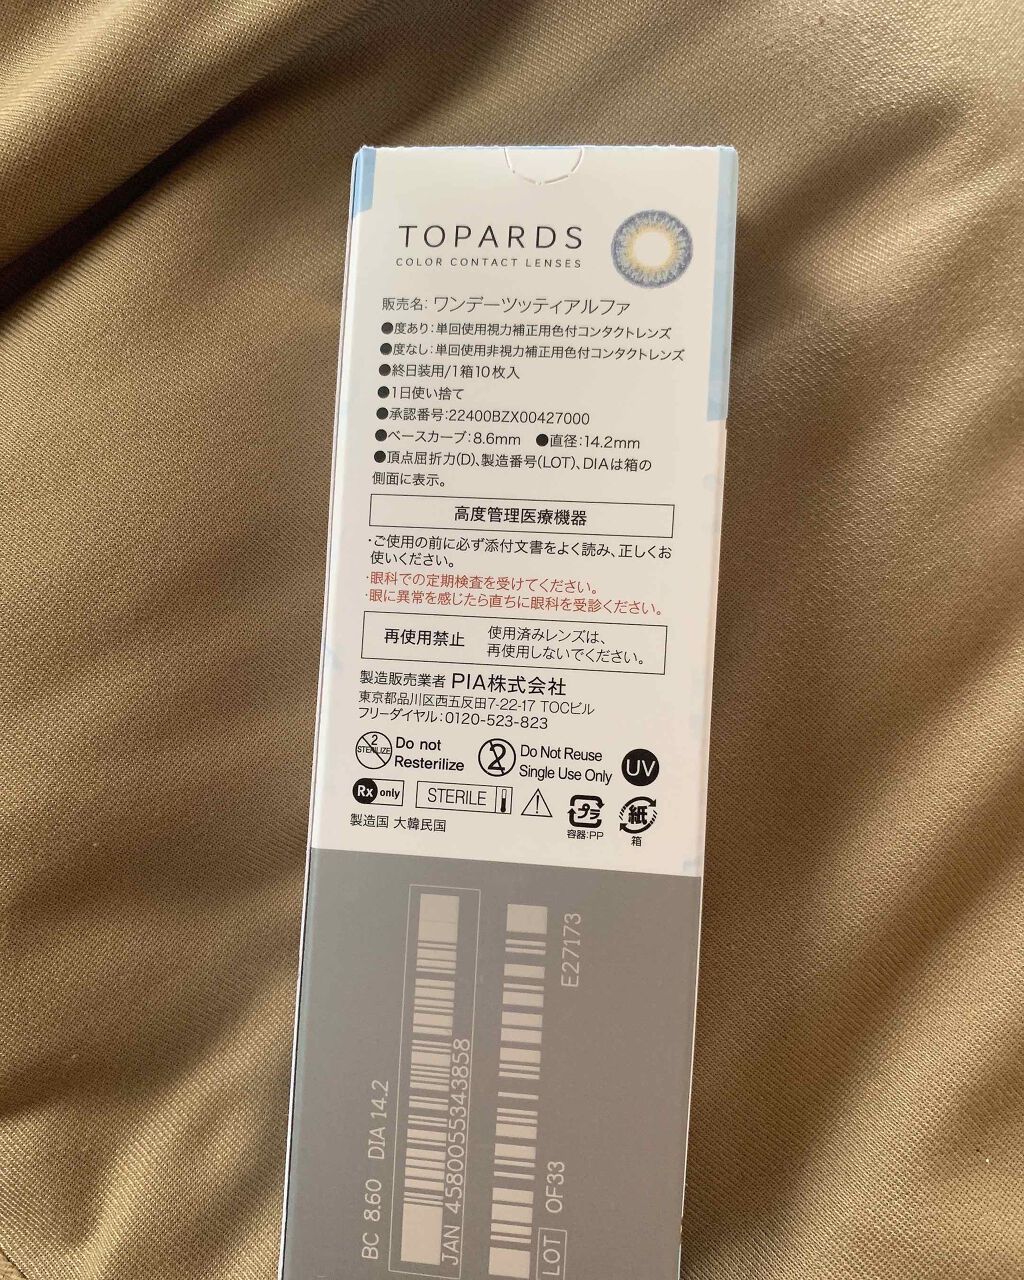 TOPARDS
COLOR CONTACT LENSES
販売名:ワンデーツッティアルファ
●度あり:単回使用視力補正用色付コンタクトレンズ
●度なし:単回使用非視力補正用色付コンタクトレンズ
●終日装用/1箱10枚入
●1日使い捨て
●承認番号:22400BZX00427000
●ベースカーブ:8.6mm ●直径:14.2mm
●頂点屈折力(D)、製造番号(LOT)、DIAは箱の
側面に表示。
高度管理医療機器
・ご使用の前に必ず添付文書をよく読み、正しくお
使いください。
・眼科での定期検査を受けてください。
・眼に異常を感じたら直ちに眼科を受診ください。
再使用禁止
使用済みレンズは、
再使用しないでください。
製造販売業者 PIA株式会社
東京都品川区西五反田7-22-17 TOCビル
フリーダイヤル:0120-523-823
2
STERILIZE
Do not
Resterilize
2
Do Not Reuse
Single Use Only
UV
Rx only
STERILE
プラ
容器:PP
紙
箱
製造国 大韓民国
BC 8.60 DIA 14.2
JAN 4580055343858
E27173
LOT OF33